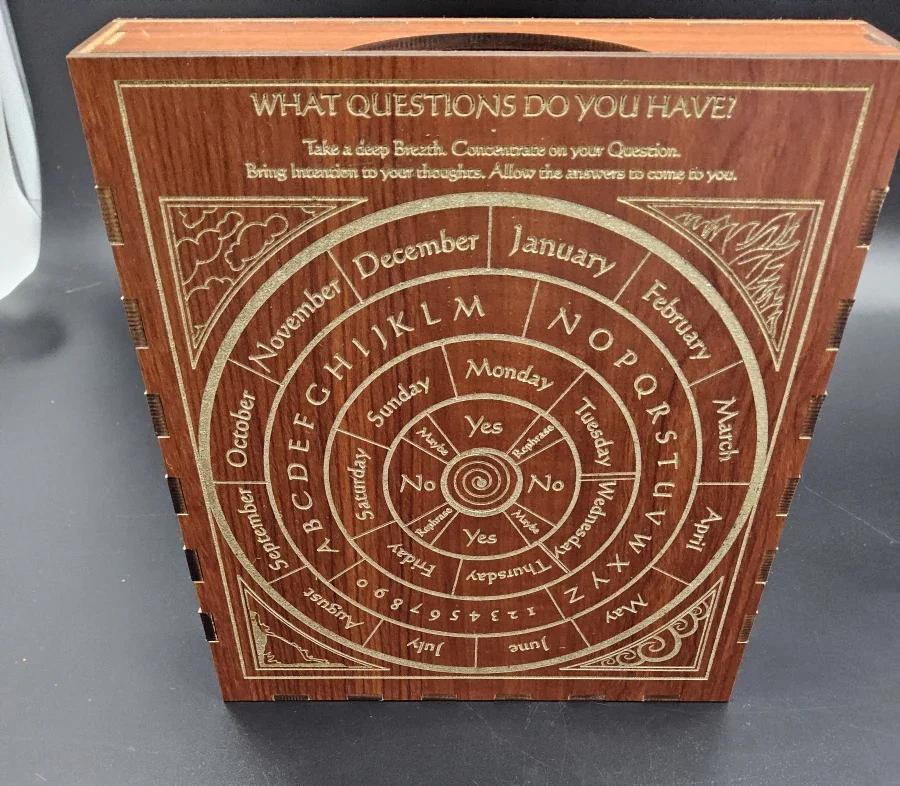 WHAT QUESTIONS DO YOU HAVE?
Take a deep Breath. Concentrate on your Question.
Bring Intention to your thoughts. Allow the answers to come to you.
January
February
March
April
May
June
July
August
September
October
November
December
A B C D E F G H I J K L M
N O P Q R S T U V W X Y Z
1 2 3 4 5 6 7 8 9 0
Sunday
Monday
Tuesday
Wednesday
Thursday
Friday
Saturday
Yes
Rephrase
No
Maybe
Yes
Rephrase
No
Maybe